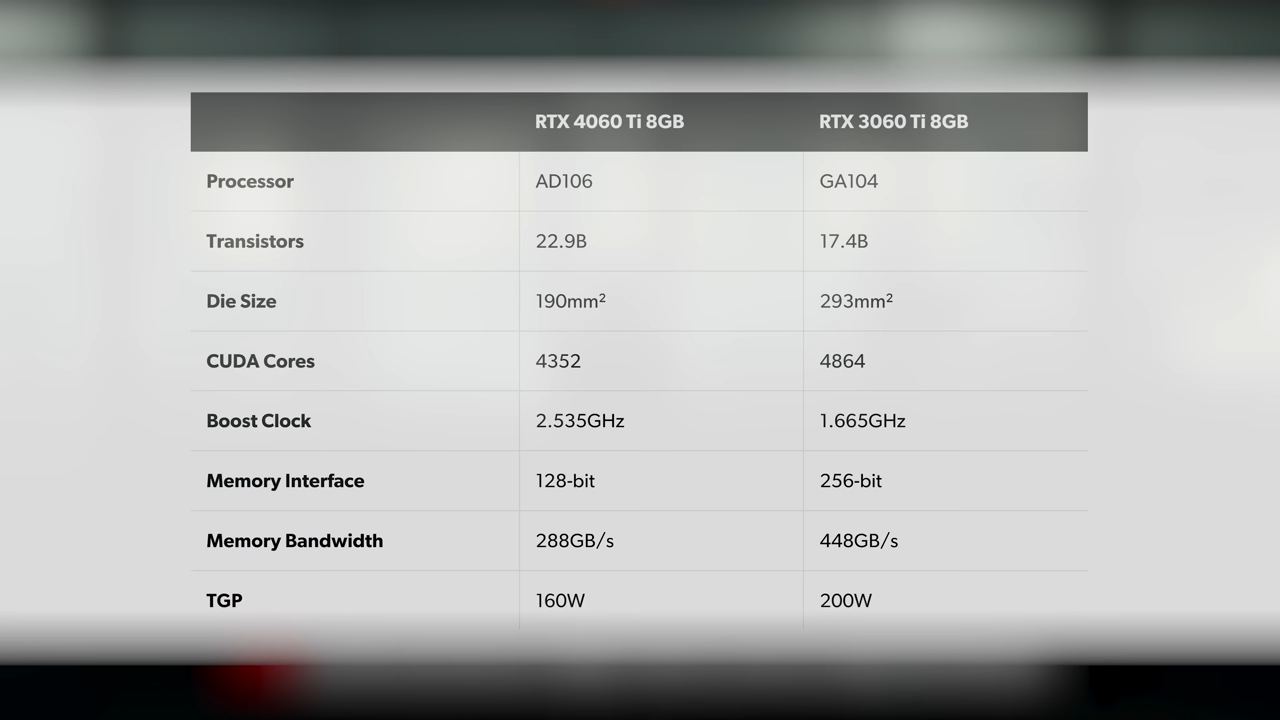 RTX 4060 Ti 8GB RTX 3060 Ti 8GB
Processor AD106 GA104
Transistors 22.9B 17.4B
Die Size 190mm² 293mm²
CUDA Cores 4352 4864
Boost Clock 2.535GHz 1.665GHz
Memory Interface 128-bit 256-bit
Memory Bandwidth 288GB/s 448GB/s
TGP 160W 200W